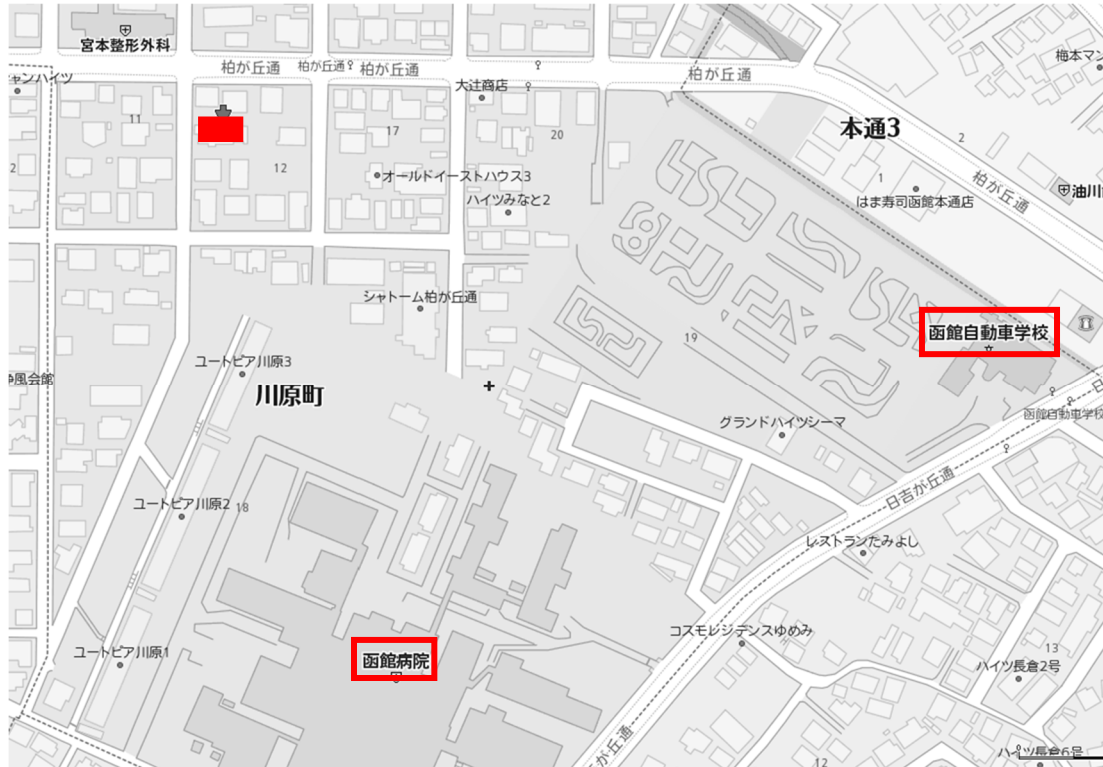 宮本整形外科
柏が丘通
柏が丘通
柏が丘通
柏が丘通
梅本マン
ャンハイツ
大辻商店
11
17
20
本通3
2
2
12
オールドイーストハウス3
1
柏が丘通
油川
ハイツみなと2
はま寿司函館本通店
シャトーム柏が丘通
函館自動車学校
19
ユートピア川原3
風会館
川原町
函館自動車学校
グランドハイツシーマ
日吉が丘通
ユートピア川原2
18
レストランたみよし
コスモレジデンスゆめみ
ユートピア川原1
函館病院
13
ハイツ長倉2号
が丘通
ハイツ長倉6号
12